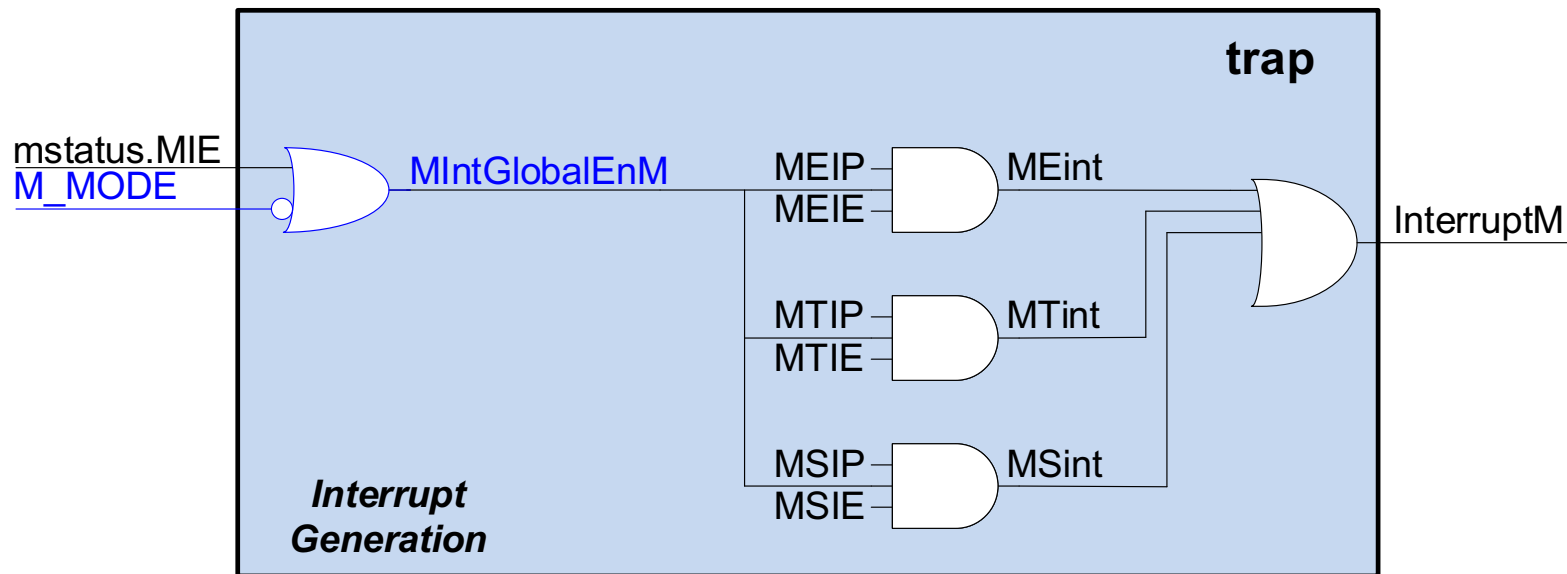 trap
mstatus.MIE
M_MODE
MIntGlobalEnM
MEIP
MEIE
MEint
InterruptM
MTIP
MTIE
MTint
MSIP
MSIE
MSint
Interrupt
Generation